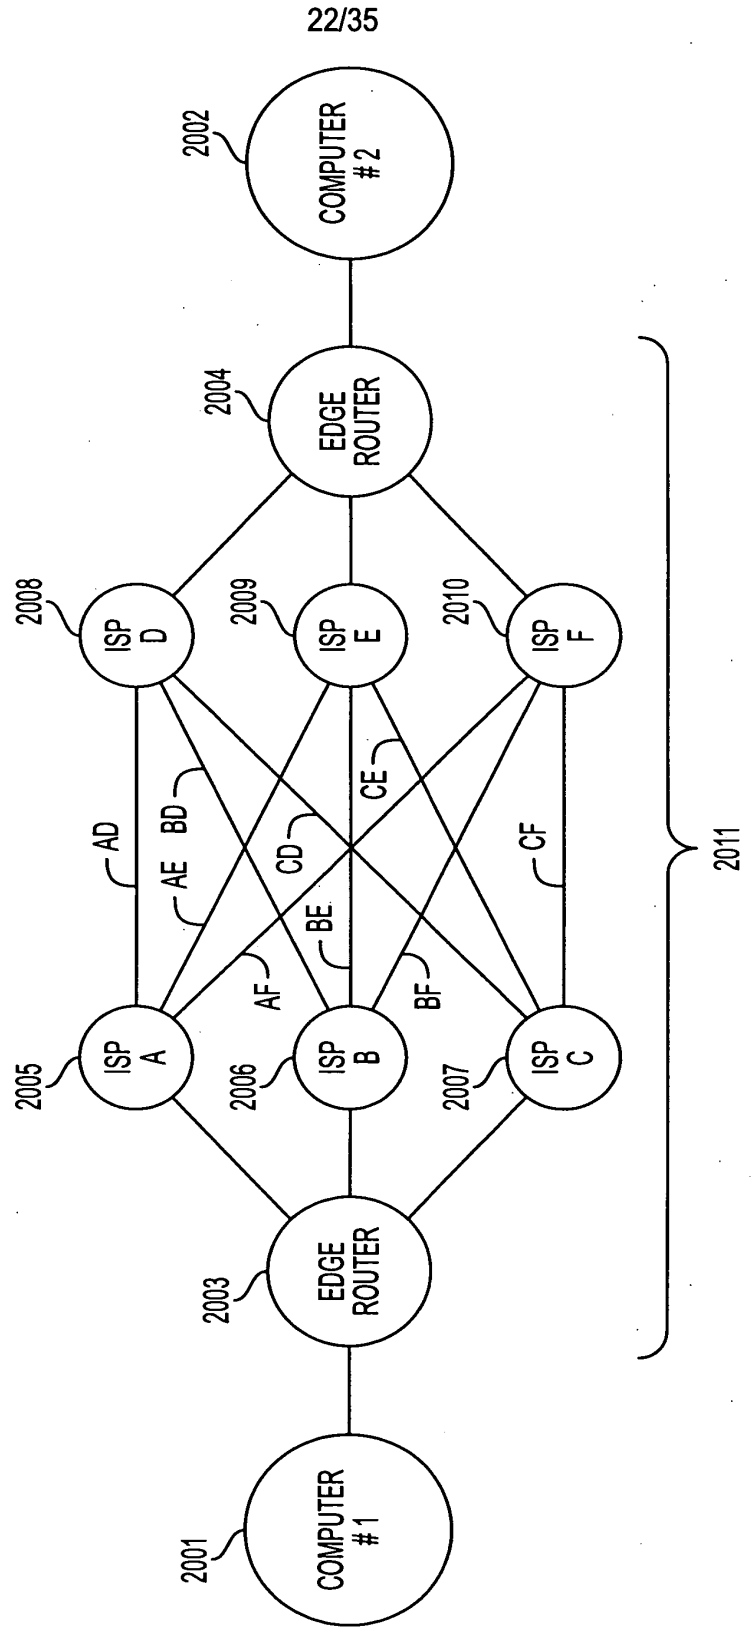 22/35
2001
COMPUTER
#1
2003
EDGE
ROUTER
2005
ISP
A
2006
ISP
B
2007
ISP
C
AD
AE
BD
AF
CD
BE
CE
BF
CF
2008
ISP
D
2009
ISP
E
2010
ISP
F
2004
EDGE
ROUTER
2002
COMPUTER
#2
2011